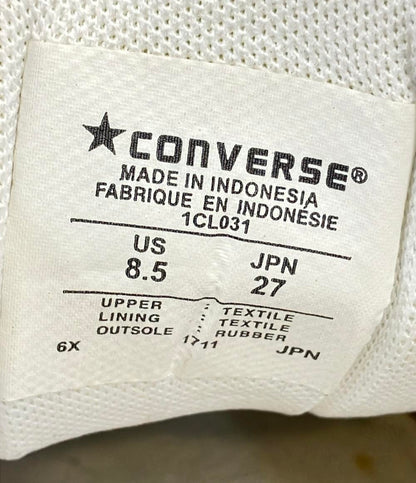 ★CONVERSE®
MADE IN INDONESIA
FABRIQUE EN INDONÉSIE
1CL031
US JPN
8.5 27
UPPER : TEXTILE
LINING : TEXTILE
OUTSOLE : RUBBER
6X 1711 JPN